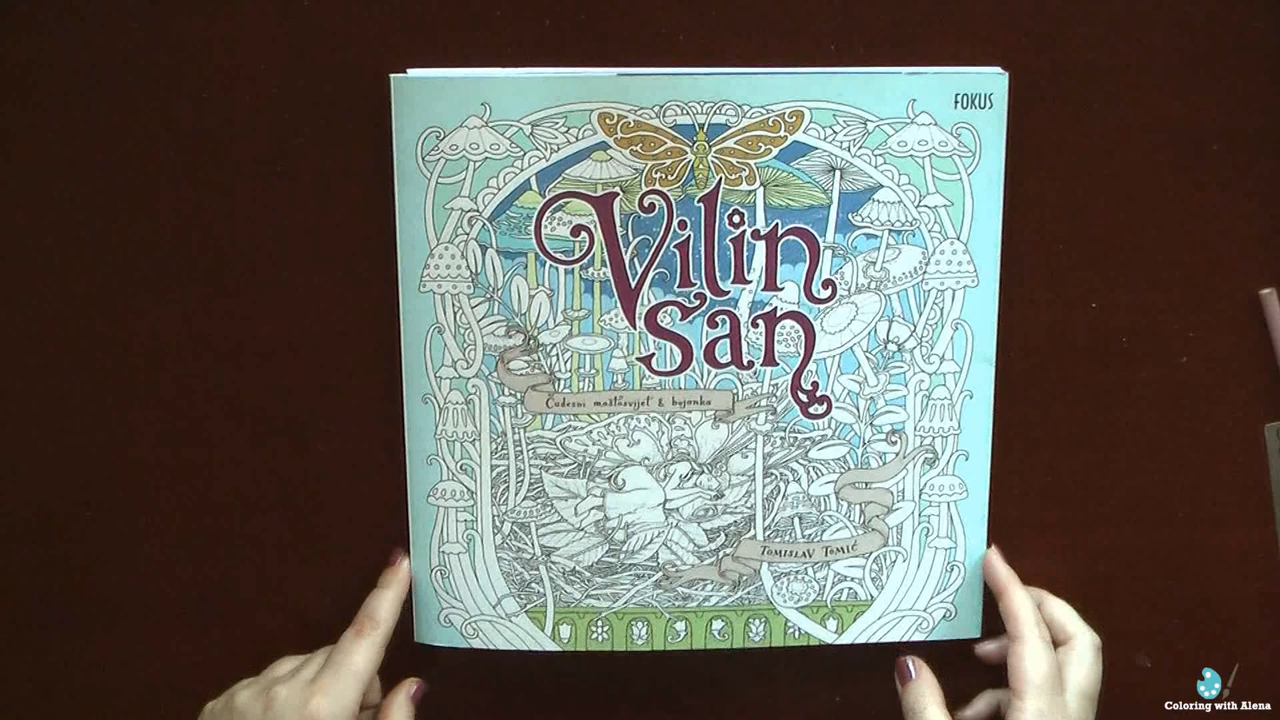 FOKUS
Vilin
san
Čudesni maštosvijet & bojanka
Tomislav Tomić
Coloring with Alena